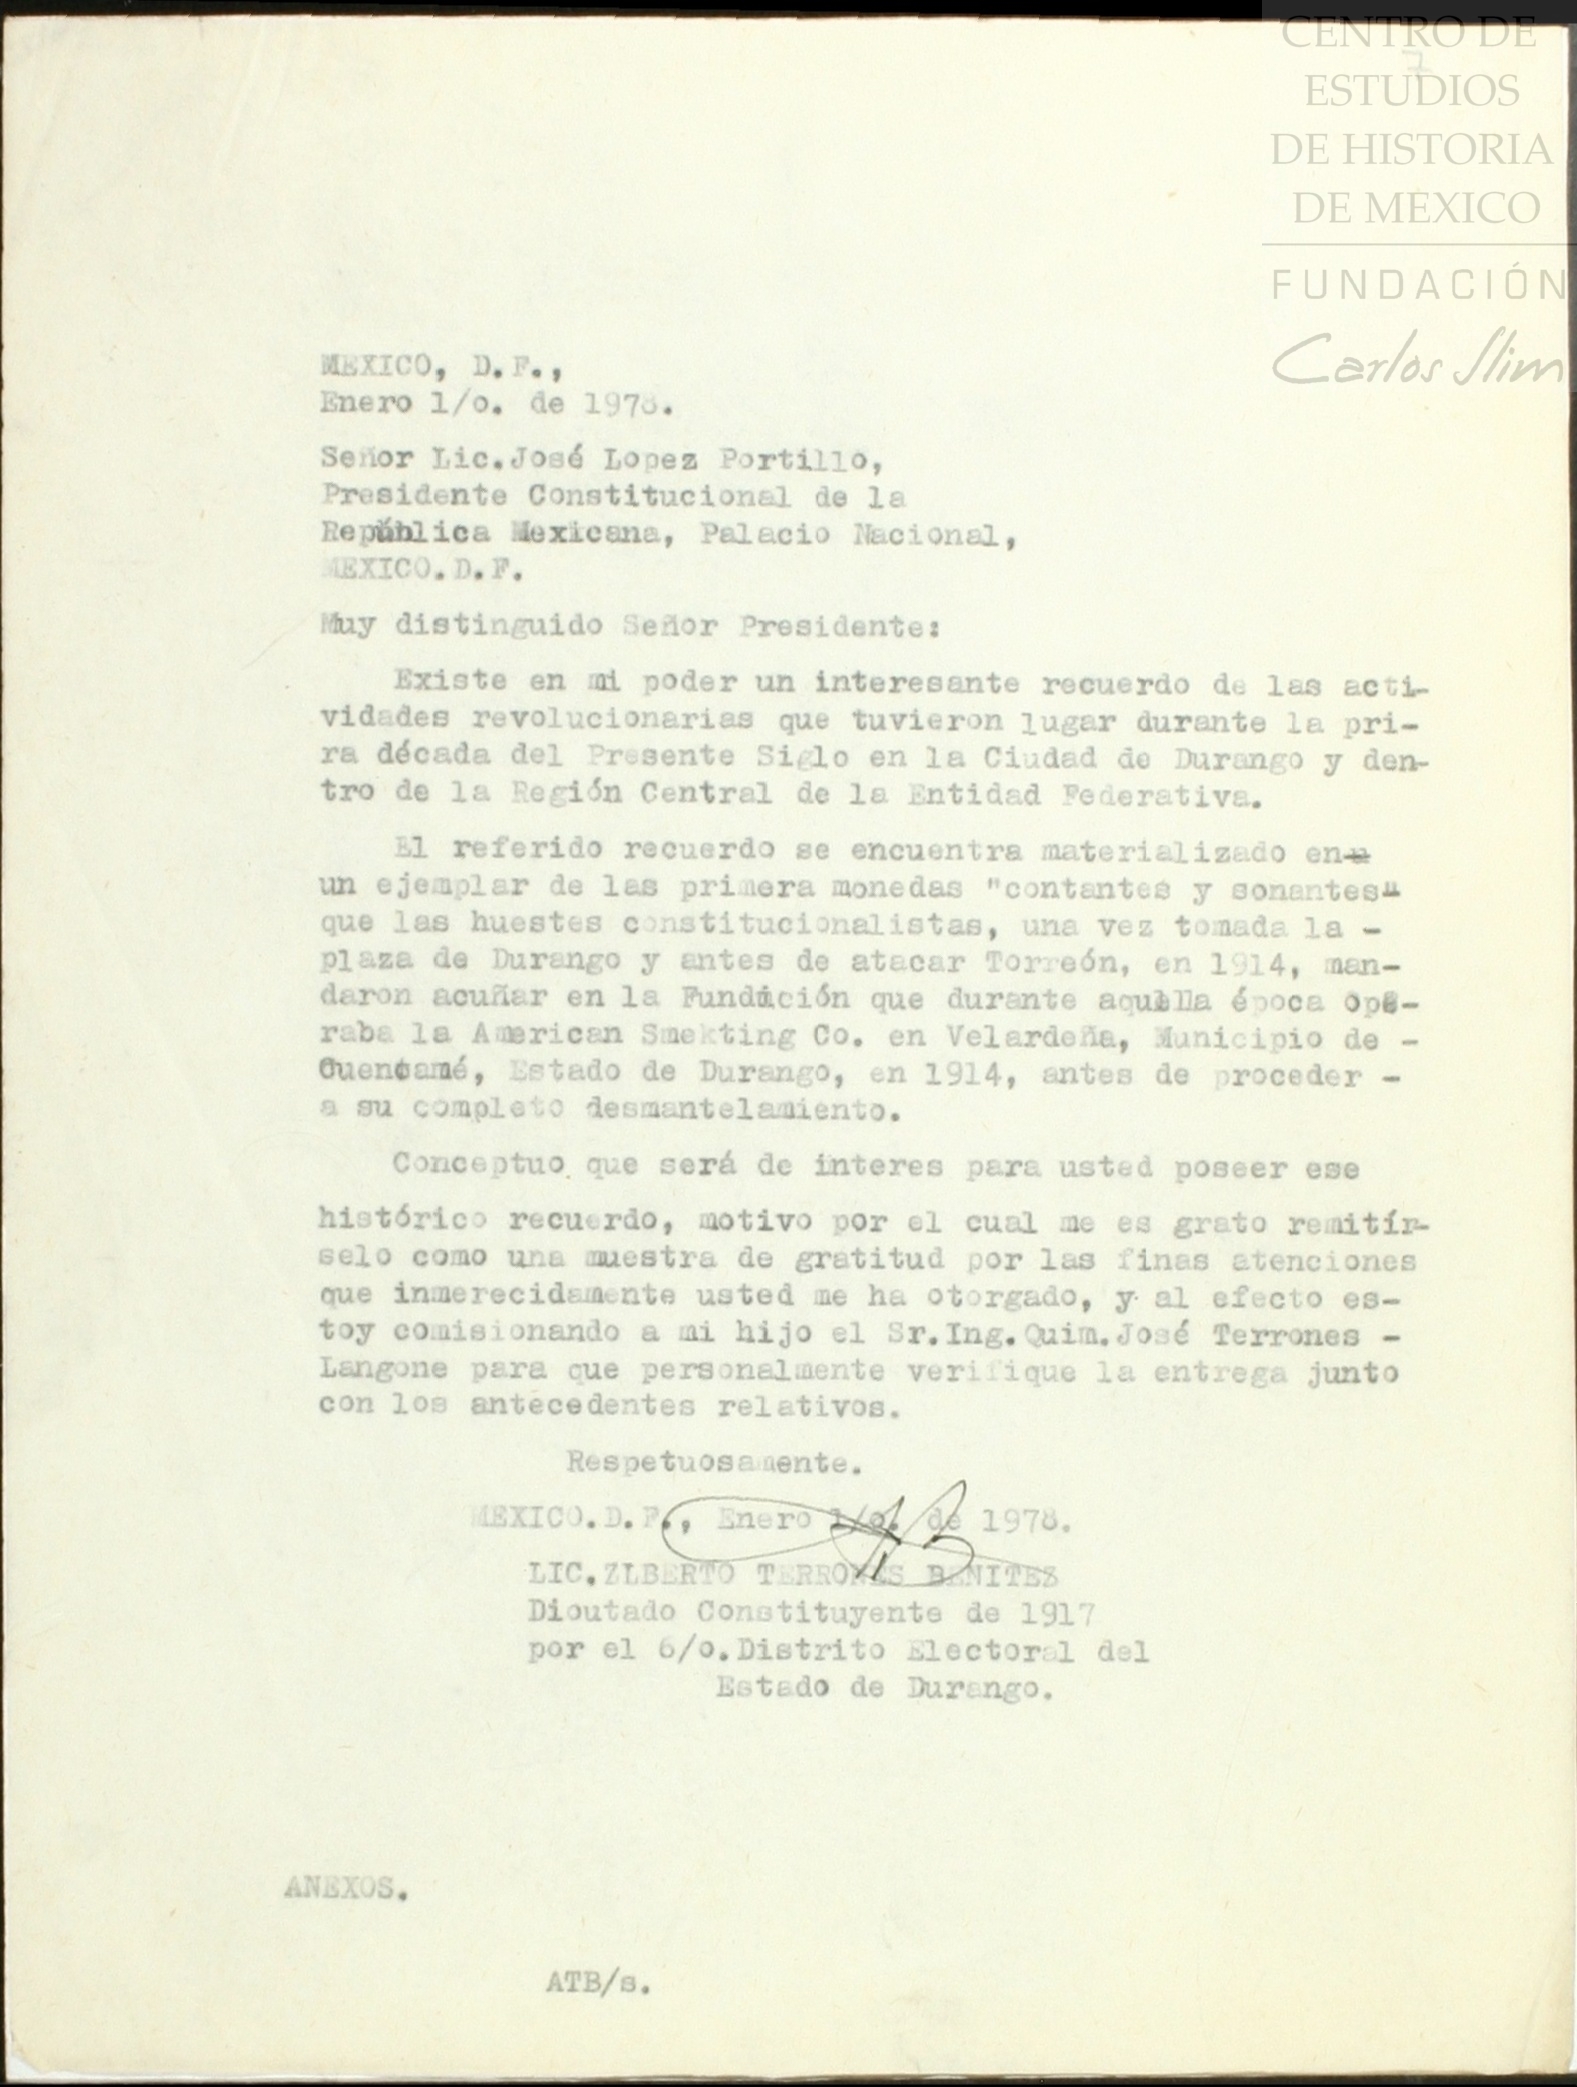 CENTRO DE
ESTUDIOS
DE HISTORIA
DE MEXICO
FUNDACIÓN
Carlos Slim
7
MEXICO, D.F.,
Enero 1/o. de 1978.
Señor Lic.José Lopez Portillo,
Presidente Constitucional de la
República Mexicana, Palacio Nacional,
MEXICO.D.F.
Muy distinguido Señor Presidente:
Existe en mi poder un interesante recuerdo de las acti-
vidades revolucionarias que tuvieron lugar durante la pri-
ra década del Presente Siglo en la Ciudad de Durango y den-
tro de la Región Central de la Entidad Federativa.
El referido recuerdo se encuentra materializado en-u
un ejemplar de las primera monedas "contantes y sonantes"
que las huestes constitucionalistas, una vez tomada la -
plaza de Durango y antes de atacar Torreón, en 1914, man-
daron acuñar en la Fundición que durante aquella época ope-
raba la American Smekting Co. en Velardeña, Municipio de -
Cuencamé, Estado de Durango, en 1914, antes de proceder -
a su completo desmantelamiento.
Conceptuo que será de interes para usted poseer ese
histórico recuerdo, motivo por el cual me es grato remitír-
selo como una muestra de gratitud por las finas atenciones
que inmerecidamente usted me ha otorgado, y al efecto es-
toy comisionando a mi hijo el Sr.Ing.Quim.José Terrones -
Langone para que personalmente verifique la entrega junto
con los antecedentes relativos.
Respetuosamente.
MEXICO.D.F., Enero 1/o. de 1978.
LIC.ZLBERTO TERRONES BENITEZ
Dioutado Constituyente de 1917
por el 6/o.Distrito Electoral del
Estado de Durango.
ANEXOS.
ATB/s.